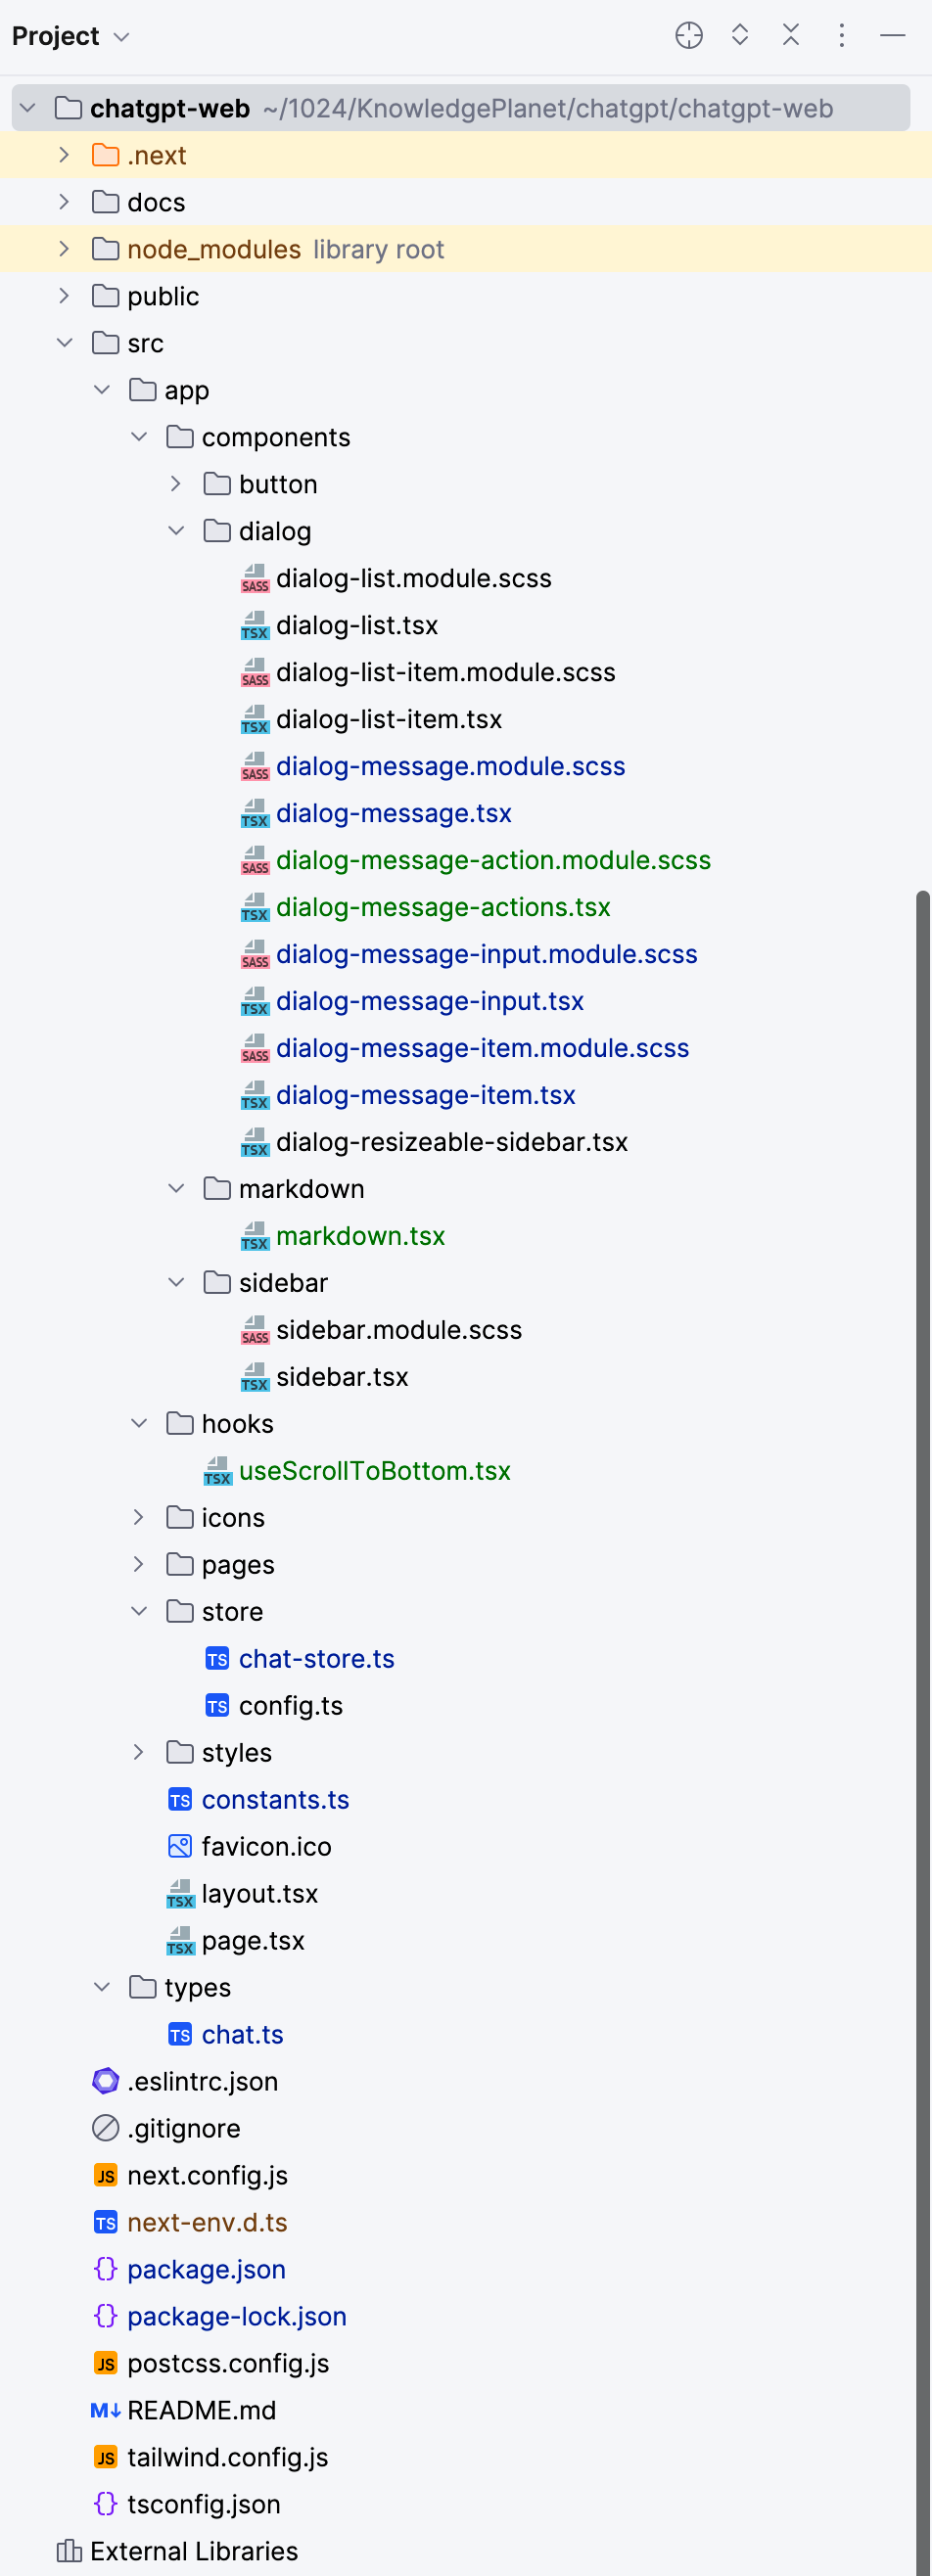 Project
chatgpt-web ~/1024/KnowledgePlanet/chatgpt/chatgpt-web
.next
docs
node_modules library root
public
src
app
components
button
dialog
SASS dialog-list.module.scss
TSX dialog-list.tsx
SASS dialog-list-item.module.scss
TSX dialog-list-item.tsx
SASS dialog-message.module.scss
TSX dialog-message.tsx
SASS dialog-message-action.module.scss
TSX dialog-message-actions.tsx
SASS dialog-message-input.module.scss
TSX dialog-message-input.tsx
SASS dialog-message-item.module.scss
TSX dialog-message-item.tsx
TSX dialog-resizeable-sidebar.tsx
markdown
TSX markdown.tsx
sidebar
SASS sidebar.module.scss
TSX sidebar.tsx
hooks
TSX useScrollToBottom.tsx
icons
pages
store
TS chat-store.ts
TS config.ts
styles
TS constants.ts
favicon.ico
TSX layout.tsx
TSX page.tsx
types
TS chat.ts
.eslintrc.json
.gitignore
JS next.config.js
TS next-env.d.ts
{} package.json
{} package-lock.json
JS postcss.config.js
M↓ README.md
JS tailwind.config.js
{} tsconfig.json
External Libraries